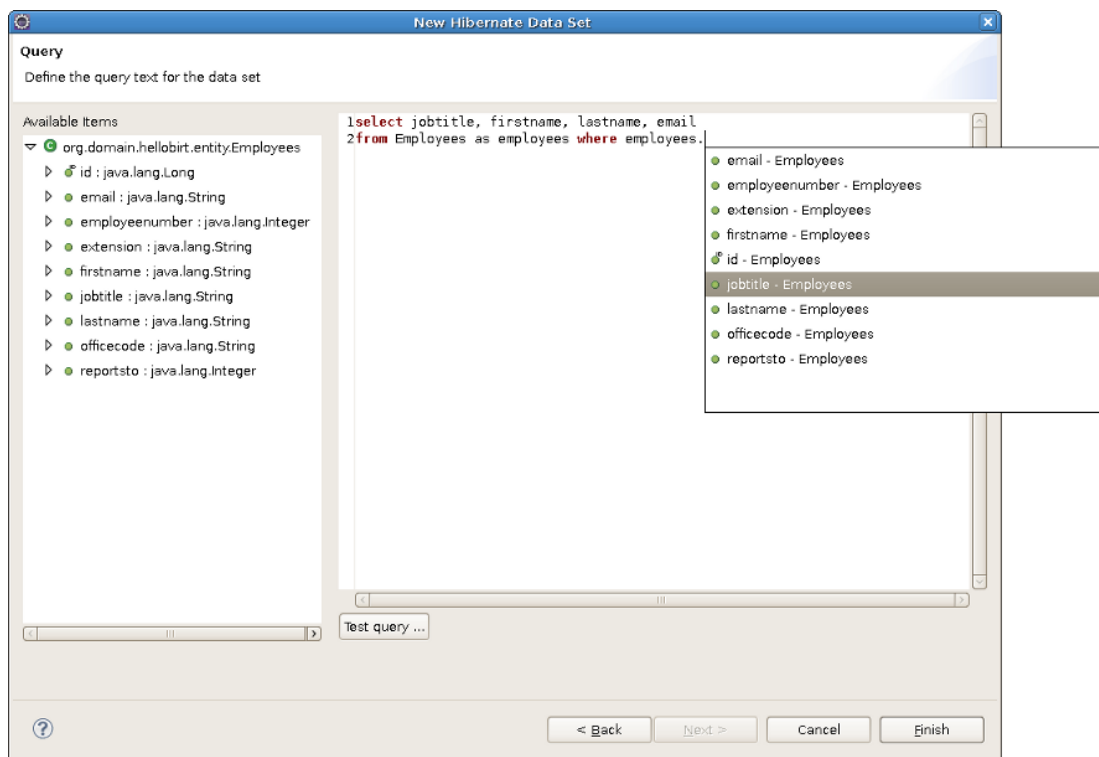 New Hibernate Data Set
Query
Define the query text for the data set
Available Items
org.domain.hellobirt.entity.Employees
id : java.lang.Long
email : java.lang.String
employeenumber : java.lang.Integer
extension : java.lang.String
firstname : java.lang.String
jobtitle : java.lang.String
lastname : java.lang.String
officecode : java.lang.String
reportsto : java.lang.Integer
1select jobtitle, firstname, lastname, email
2from Employees as employees where employees.
email - Employees
employeenumber - Employees
extension - Employees
firstname - Employees
id - Employees
jobtitle - Employees
lastname - Employees
officecode - Employees
reportsto - Employees
Test query ...
?
< Back
Next >
Cancel
Finish